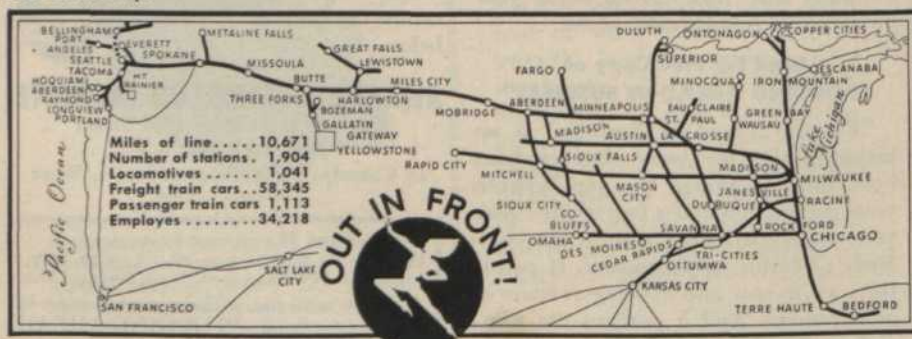 BELLINGHAM
PORT
ANGELES
EVERETT
SEATTLE
SPOKANE
TACOMA
HOQUIAM
ABERDEEN
RAYMOND
LONGVIEW
PORTLAND
MT.
RAINIER
METALINE FALLS
MISSOULA
GREAT FALLS
LEWISTOWN
BUTTE
THREE FORKS
BOZEMAN
GALLATIN
GATEWAY
YELLOWSTONE
HARLOWTON
MILES CITY
MOBRIDGE
FARGO
ABERDEEN
MINNEAPOLIS
DULUTH
SUPERIOR
ONTONAGON
COPPER CITIES
ESCANABA
MINOCQUA
IRON MOUNTAIN
EAU CLAIRE
ST. PAUL
GREEN BAY
WAUSAU
Lake
Michigan
MADISON
AUSTIN
LA CROSSE
RAPID CITY
MITCHELL
SIOUX FALLS
MASON
CITY
MADISON
MILWAUKEE
JANESVILLE
RACINE
DUBUQUE
SIOUX CITY
CO.
BLUFFS
OMAHA
DES MOINES
CEDAR RAPIDS
SAVANNA
ROCKFORD
CHICAGO
TRI-CITIES
OTTUMWA
KANSAS CITY
TERRE HAUTE
BEDFORD
Pacific Ocean
SALT LAKE
CITY
SAN FRANCISCO
Miles of line.....10,671
Number of stations. 1,904
Locomotives ...... 1,041
Freight train cars..58,345
Passenger train cars 1,113
Employes ........34,218
OUT IN FRONT!